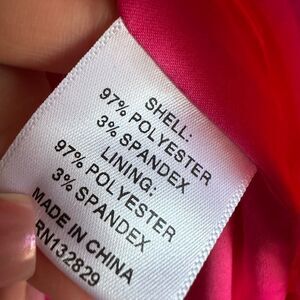 SHELL:
97% POLYESTER
3% SPANDEX
LINING:
97% POLYESTER
3% SPANDEX
MADE IN CHINA
RN132829